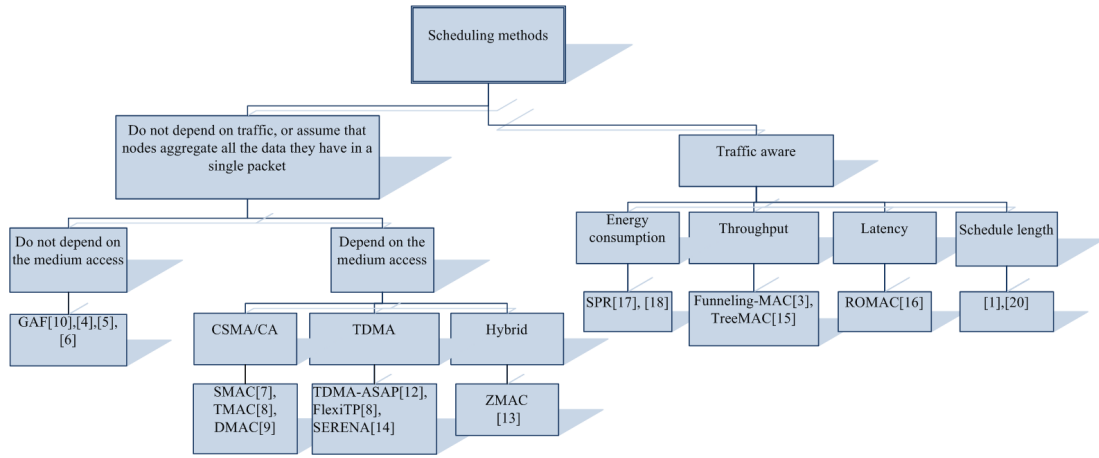 Scheduling methods
Do not depend on traffic, or assume that
nodes aggregate all the data they have in a
single packet
Traffic aware
Do not depend on
the medium access
Depend on the
medium access
Energy
consumption
Throughput
Latency
Schedule length
GAF[10],[4],[5],
[6]
CSMA/CA
TDMA
Hybrid
SPR[17], [18]
Funneling-MAC[3],
TreeMAC[15]
ROMAC[16]
[1],[20]
SMAC[7],
TMAC[8],
DMAC[9]
TDMA-ASAP[12],
FlexiTP[8],
SERENA[14]
ZMAC
[13]